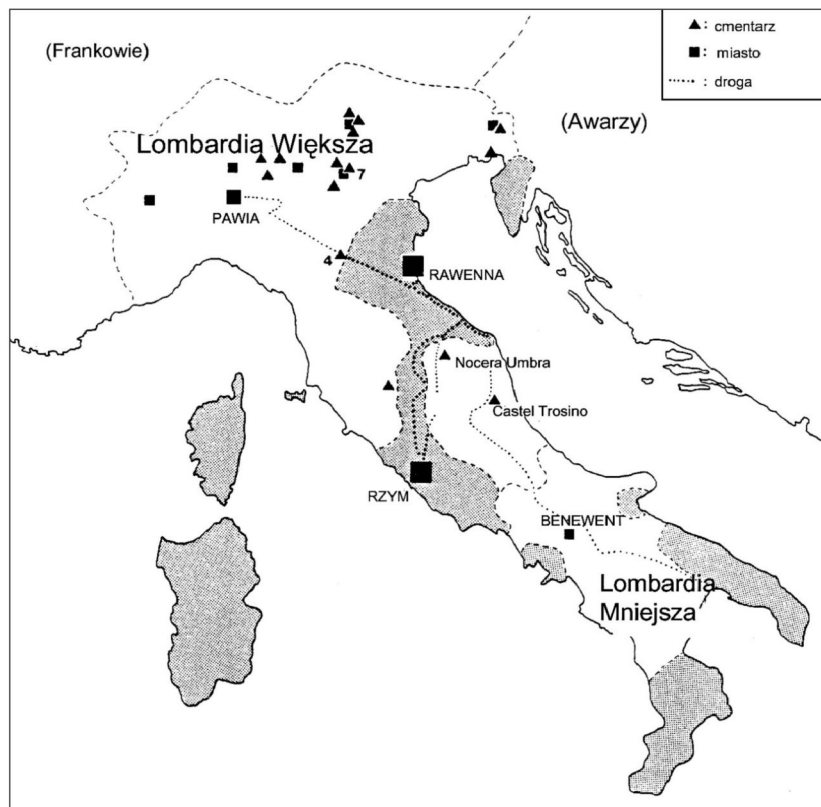 (Frankowie)
: cmentarz
: miasto
: droga
(Awarzy)
Lombardia Większa
7
PAWIA
4
RAWENNA
Nocera Umbra
Castel Trosino
RZYM
BENEWENT
Lombardia
Mniejsza